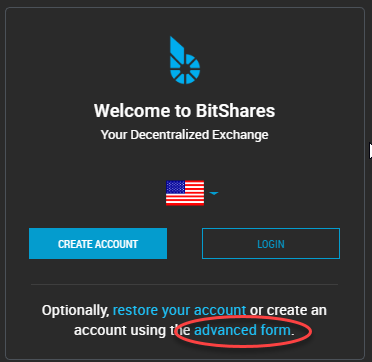 Welcome to BitShares
Your Decentralized Exchange
CREATE ACCOUNT
LOGIN
Optionally, restore your account or create an
account using the advanced form.